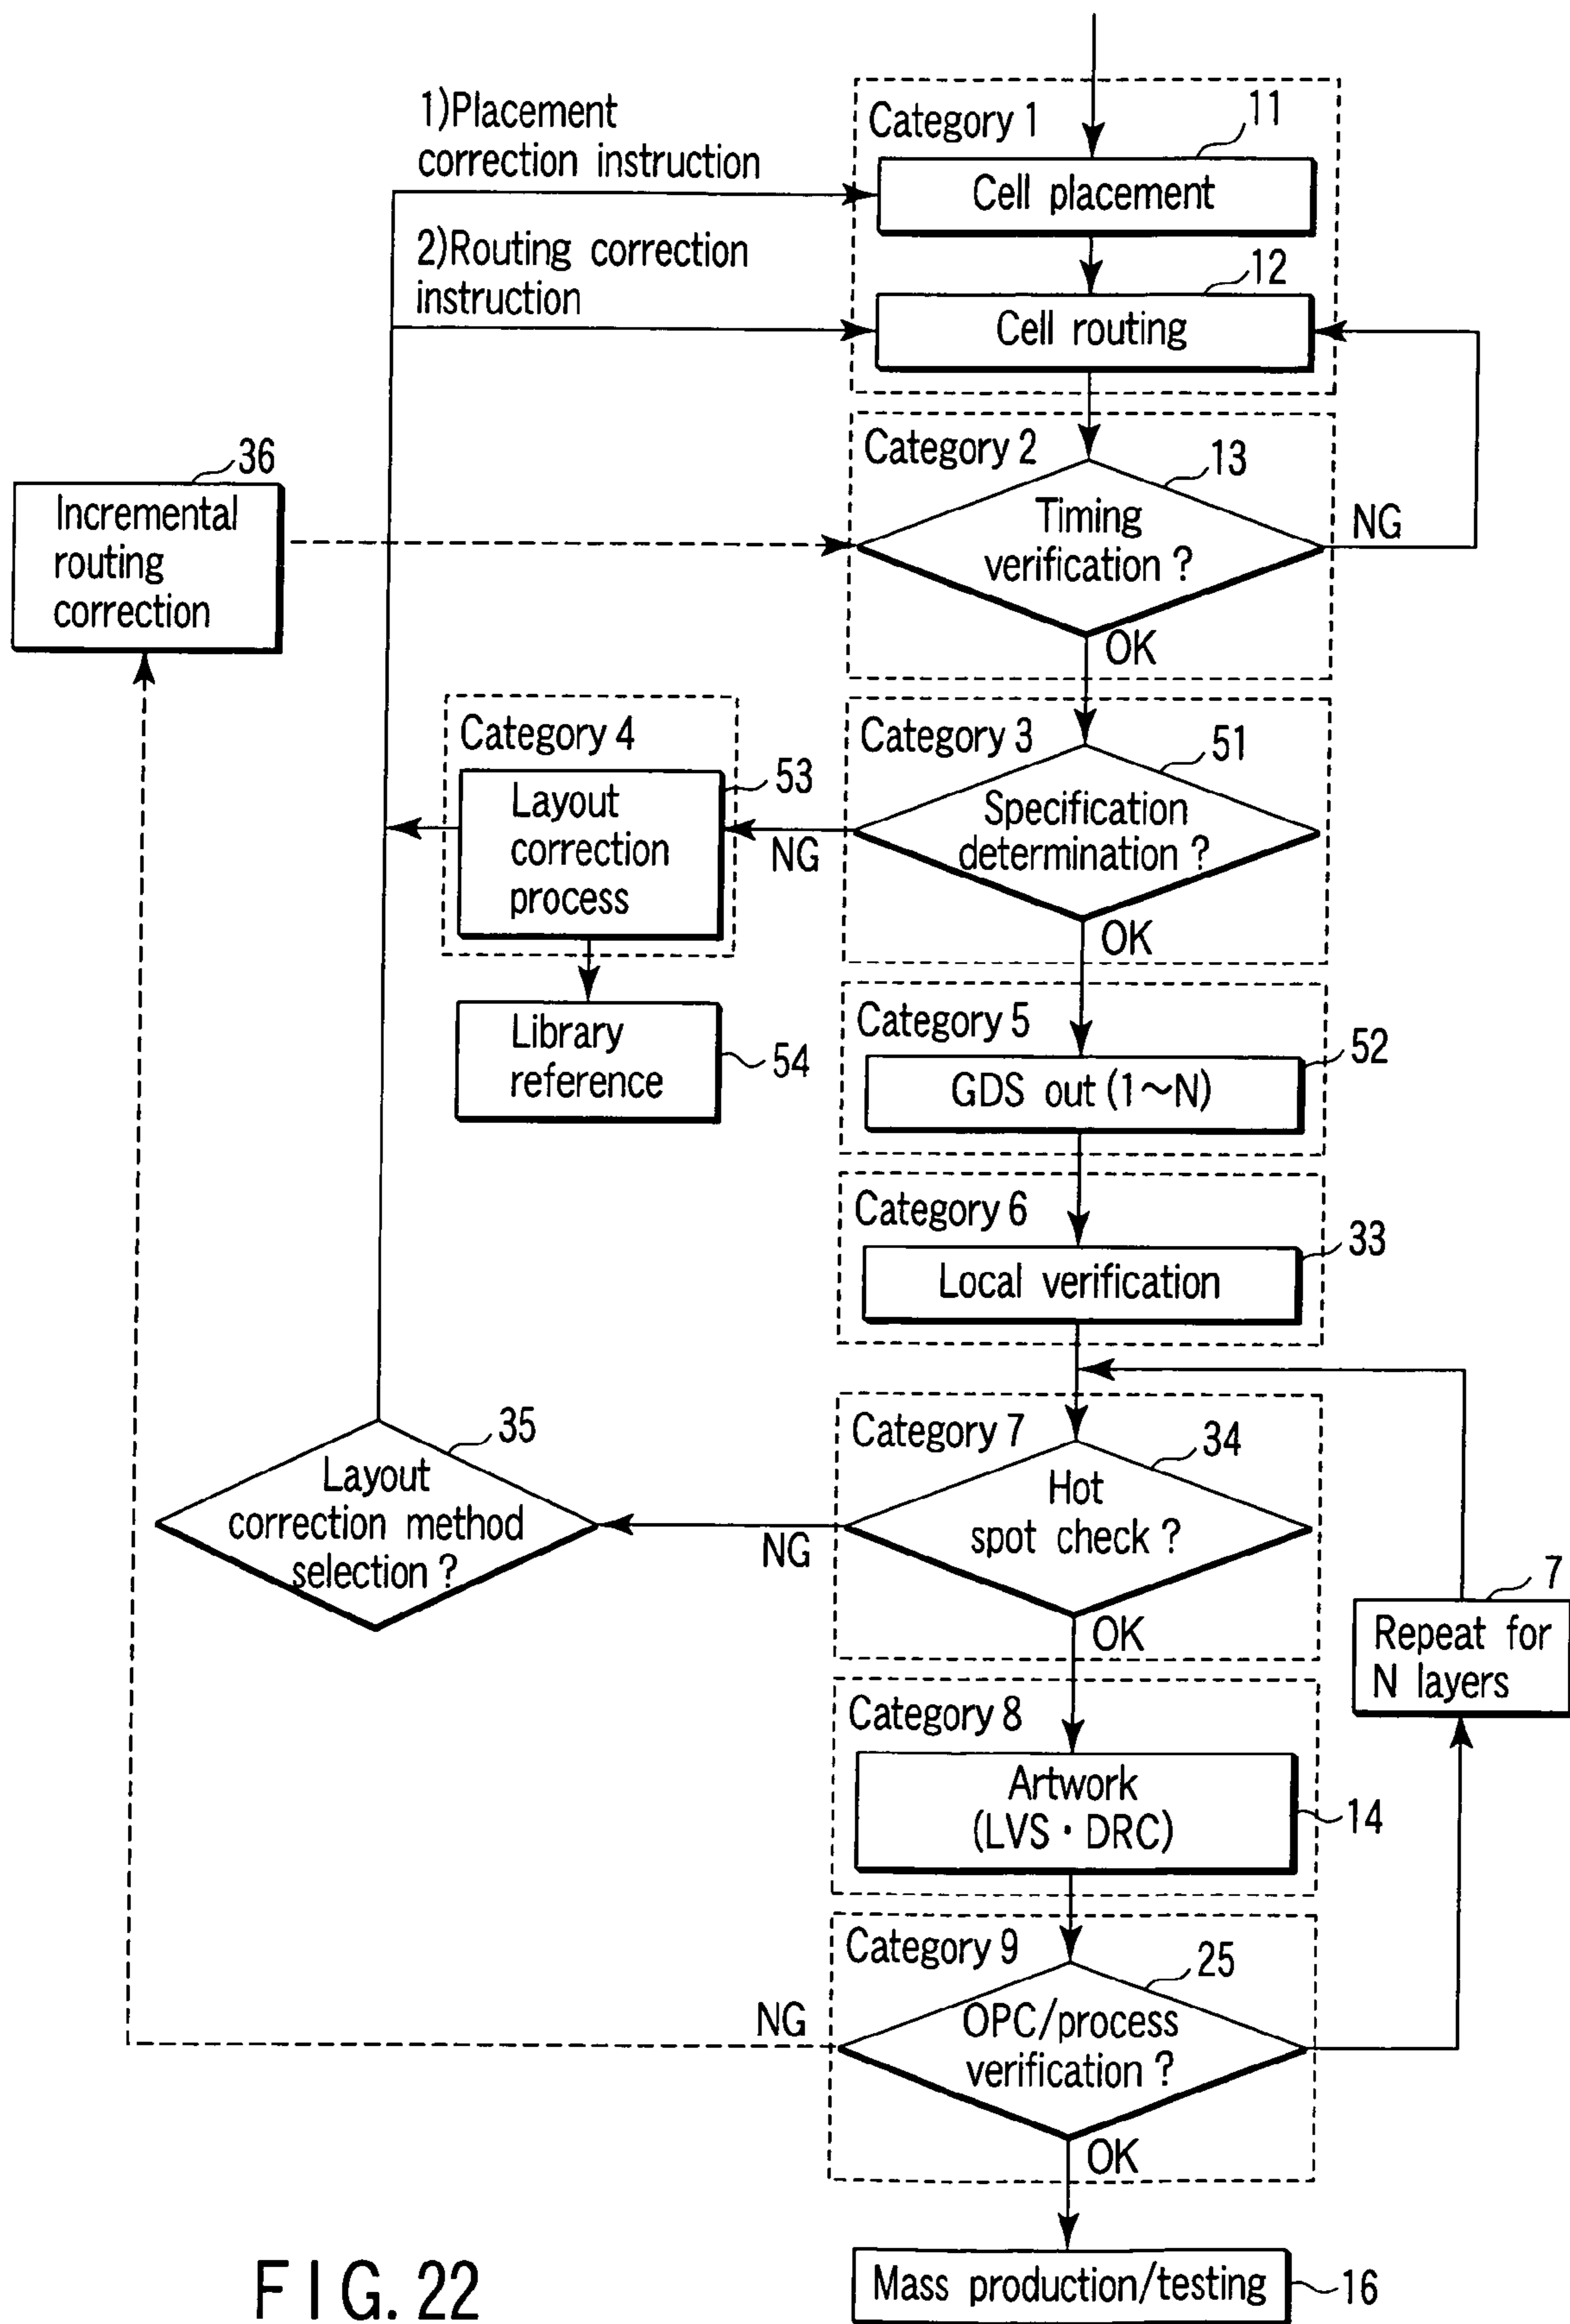 1)Placement
correction instruction
Category 1
11
Cell placement
2)Routing correction
instruction
12
Cell routing
Category 2
13
Timing
verification ?
NG
OK
36
Incremental
routing
correction
Category 3
51
Specification
determination ?
NG
OK
Category 4
53
Layout
correction
process
Library
reference
54
Category 5
52
GDS out (1~N)
Category 6
33
Local verification
Category 7
34
Hot
spot check ?
NG
OK
35
Layout
correction method
selection ?
7
Repeat for
N layers
Category 8
Artwork
(LVS・DRC)
14
Category 9
25
OPC/process
verification ?
NG
OK
Mass production/testing
16
FIG. 22